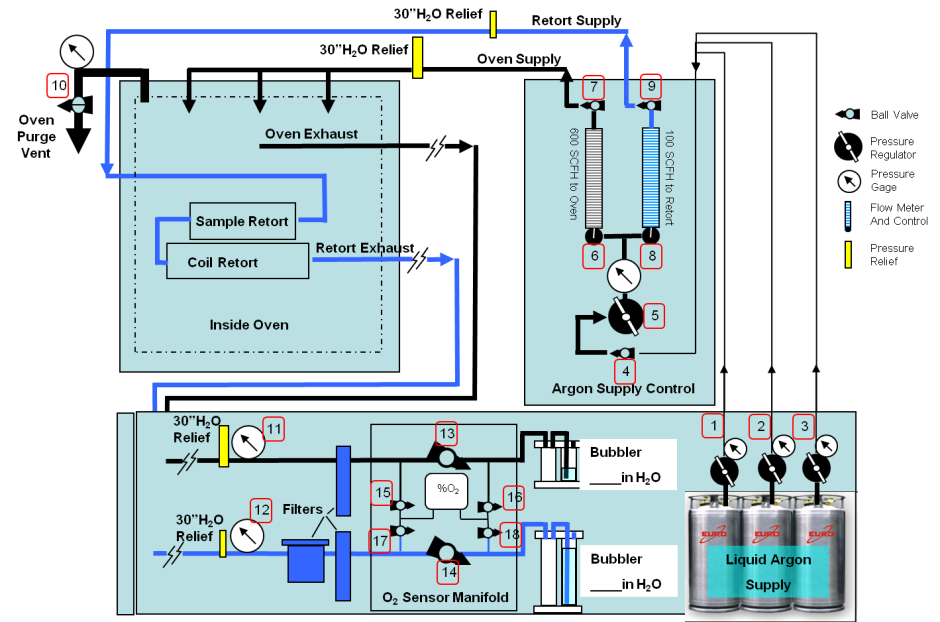 30”H₂O Relief
Retort Supply
30”H₂O Relief
Oven Supply
10
7
9
Oven
Purge
Vent
Oven Exhaust
600 SCFH to Oven
100 SCFH to Retort
Ball Valve
Pressure
Regulator
Pressure
Gage
Flow Meter
And Control
Pressure
Relief
Sample Retort
Coil Retort
Retort Exhaust
6
8
5
Inside Oven
4
Argon Supply Control
30”H₂O
Relief
11
13
1
2
3
Bubbler
____in H₂O
15
%O₂
16
30”H₂O
Relief
12
Filters
17
18
14
Bubbler
____in H₂O
O₂ Sensor Manifold
EURO
EURO
EURO
Liquid Argon
Supply